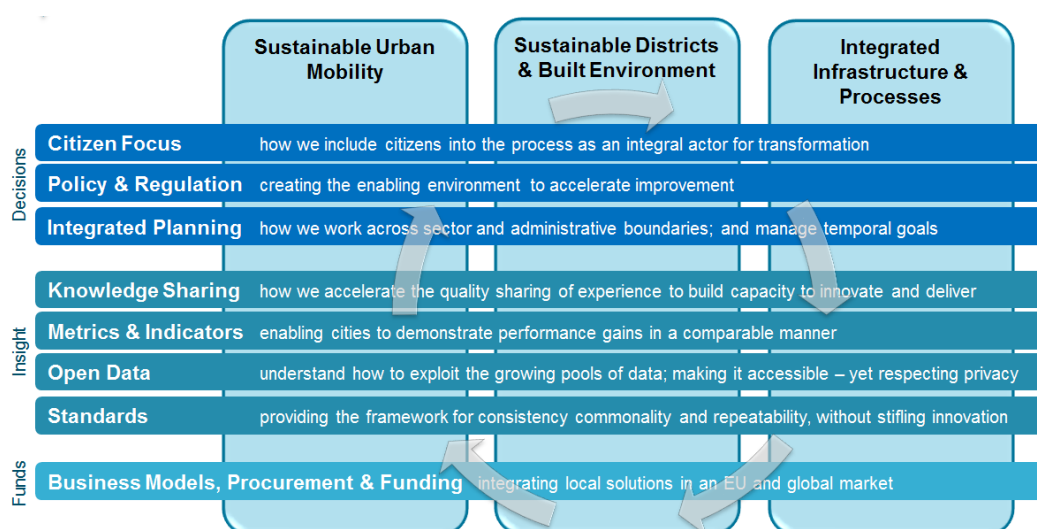 Sustainable Urban
Mobility
Sustainable Districts
& Built Environment
Integrated
Infrastructure &
Processes
Decisions
Citizen Focus how we include citizens into the process as an integral actor for transformation
Policy & Regulation creating the enabling environment to accelerate improvement
Integrated Planning how we work across sector and administrative boundaries; and manage temporal goals
Insight
Knowledge Sharing how we accelerate the quality sharing of experience to build capacity to innovate and deliver
Metrics & Indicators enabling cities to demonstrate performance gains in a comparable manner
Open Data understand how to exploit the growing pools of data; making it accessible – yet respecting privacy
Standards providing the framework for consistency commonality and repeatability, without stifling innovation
Funds
Business Models, Procurement & Funding integrating local solutions in an EU and global market